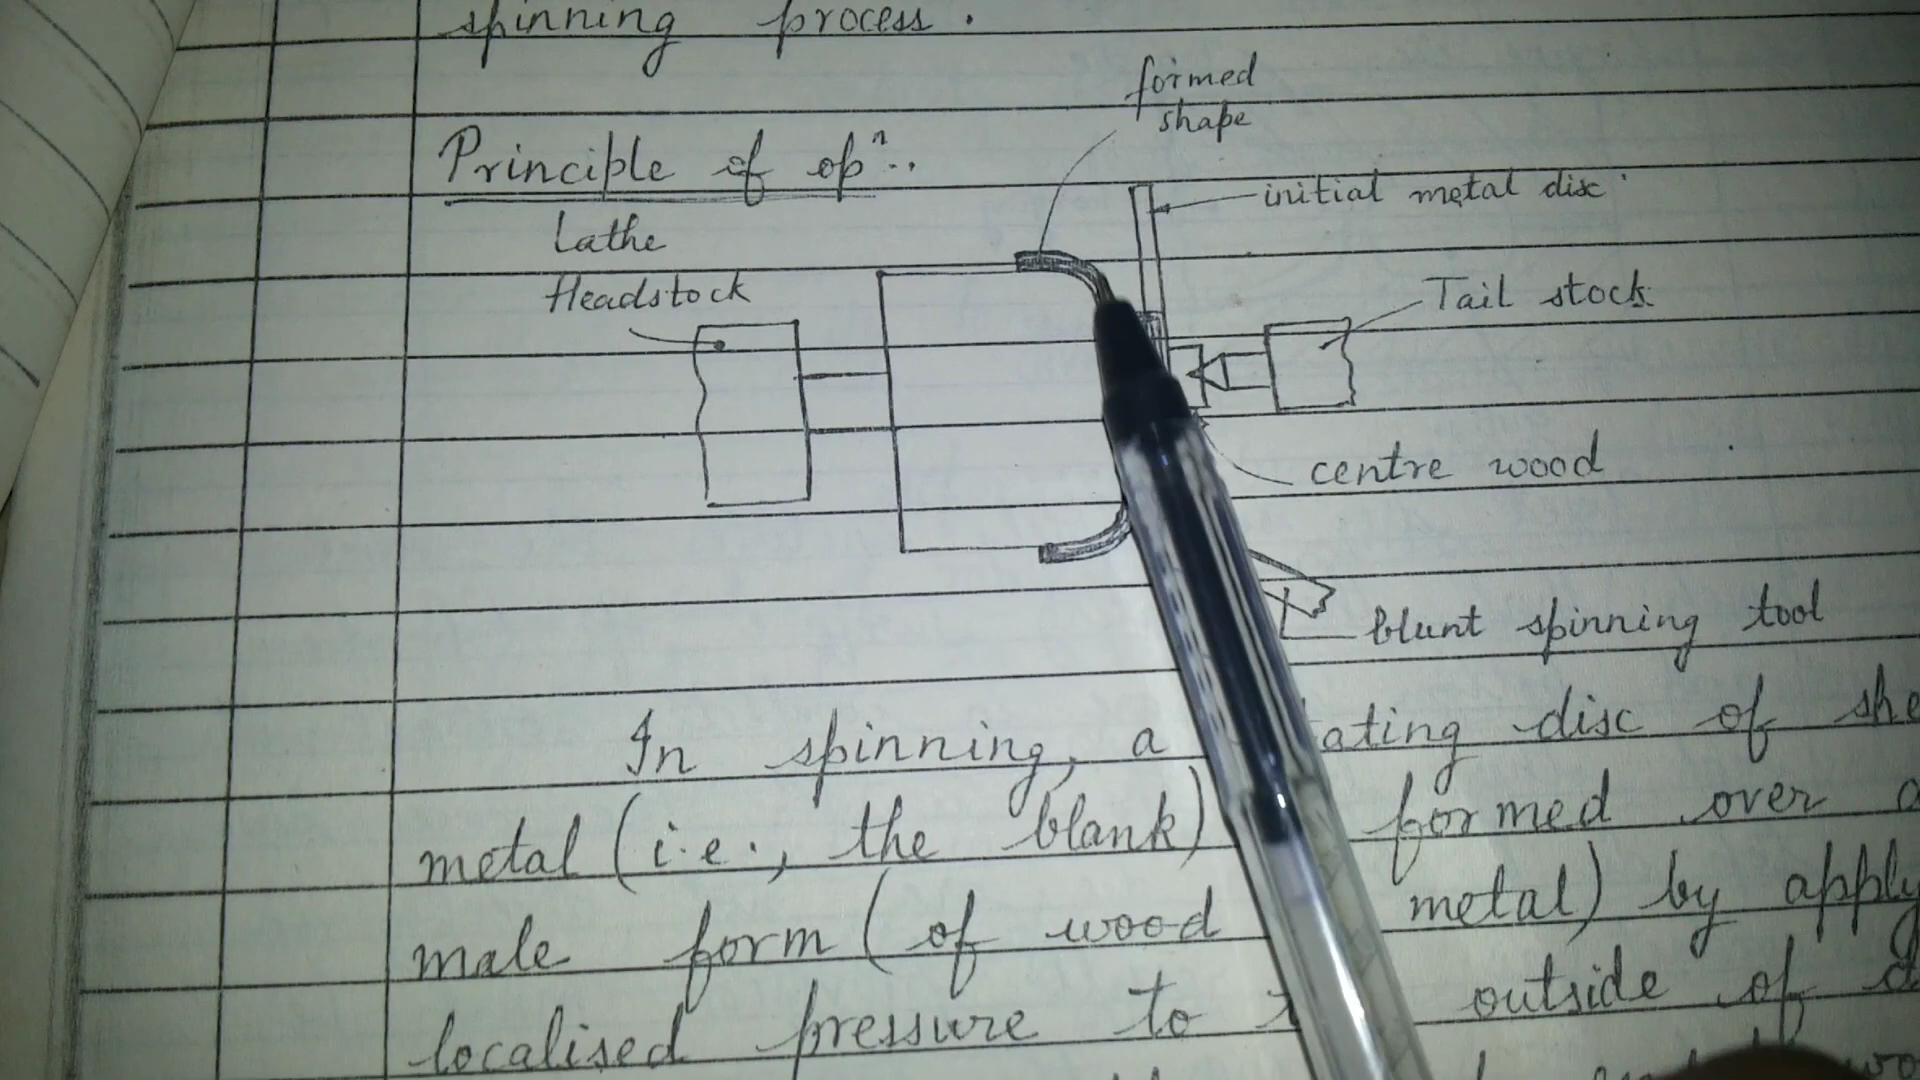 spinning process.
formed
shape
Principle of opⁿ:.
initial metal disc
Lathe
Headstock
Tail stock
centre wood
blunt spinning tool
In spinning, a ating disc of she
metal (i.e., the blank) formed over a
male form (of wood metal) by apply
localised pressure to t outside of